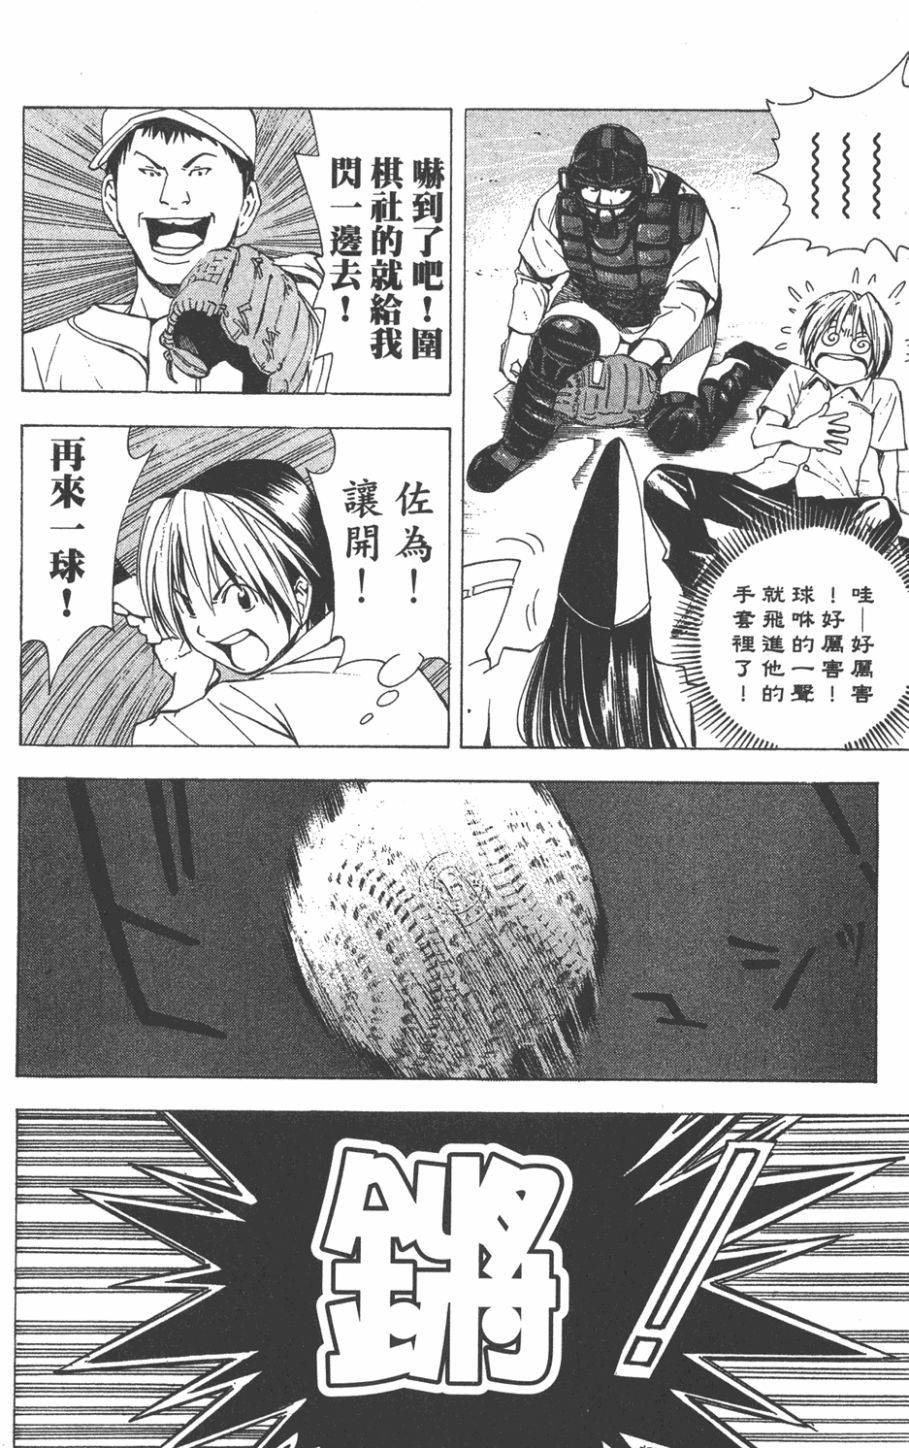 哇—好厲害
！好厲害！
球咻的一聲
就飛進他的
手套裡了！
嚇到了吧！圍
棋社的就給我
閃一邊去！
佐為！
讓開！
再來一球！
鏘！